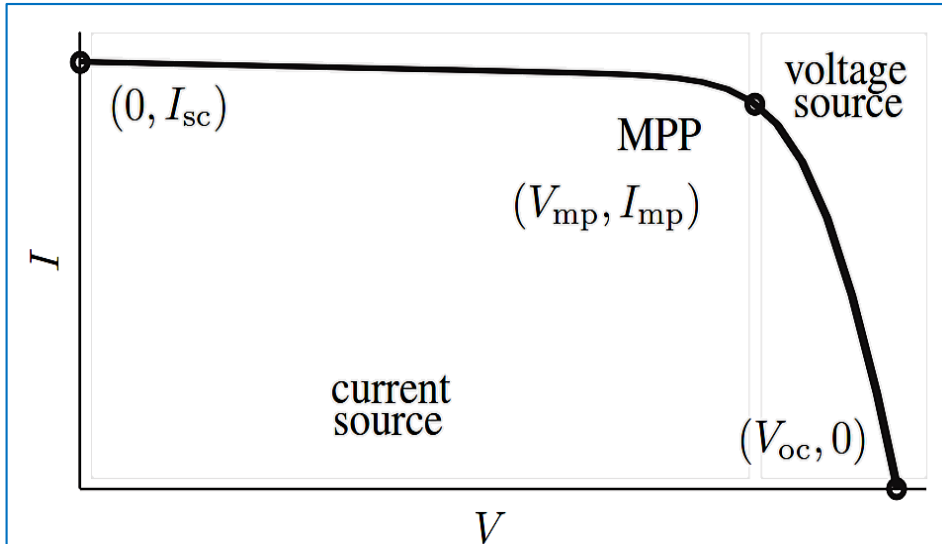 voltage
source
(0, I_sc)
MPP
(V_mp, I_mp)
I
current
source
(V_oc, 0)
V